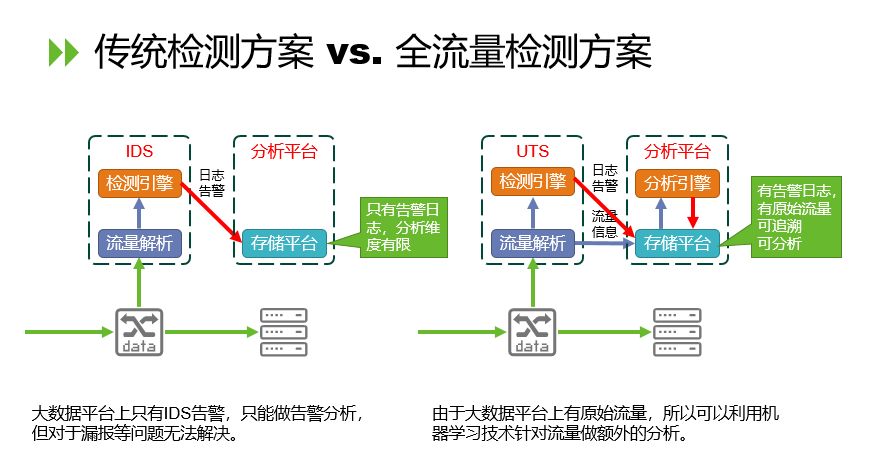 传统检测方案 vs. 全流量检测方案
IDS
检测引擎
流量解析
日志
告警
分析平台
存储平台
只有告警日
志，分析维
度有限
data
UTS
检测引擎
流量解析
日志
告警
流量
信息
分析平台
分析引擎
存储平台
有告警日志，
有原始流量
可追溯
可分析
data
大数据平台上只有IDS告警，只能做告警分析，
但对于漏报等问题无法解决。
由于大数据平台上有原始流量，所以可以利用机
器学习技术针对流量做额外的分析。